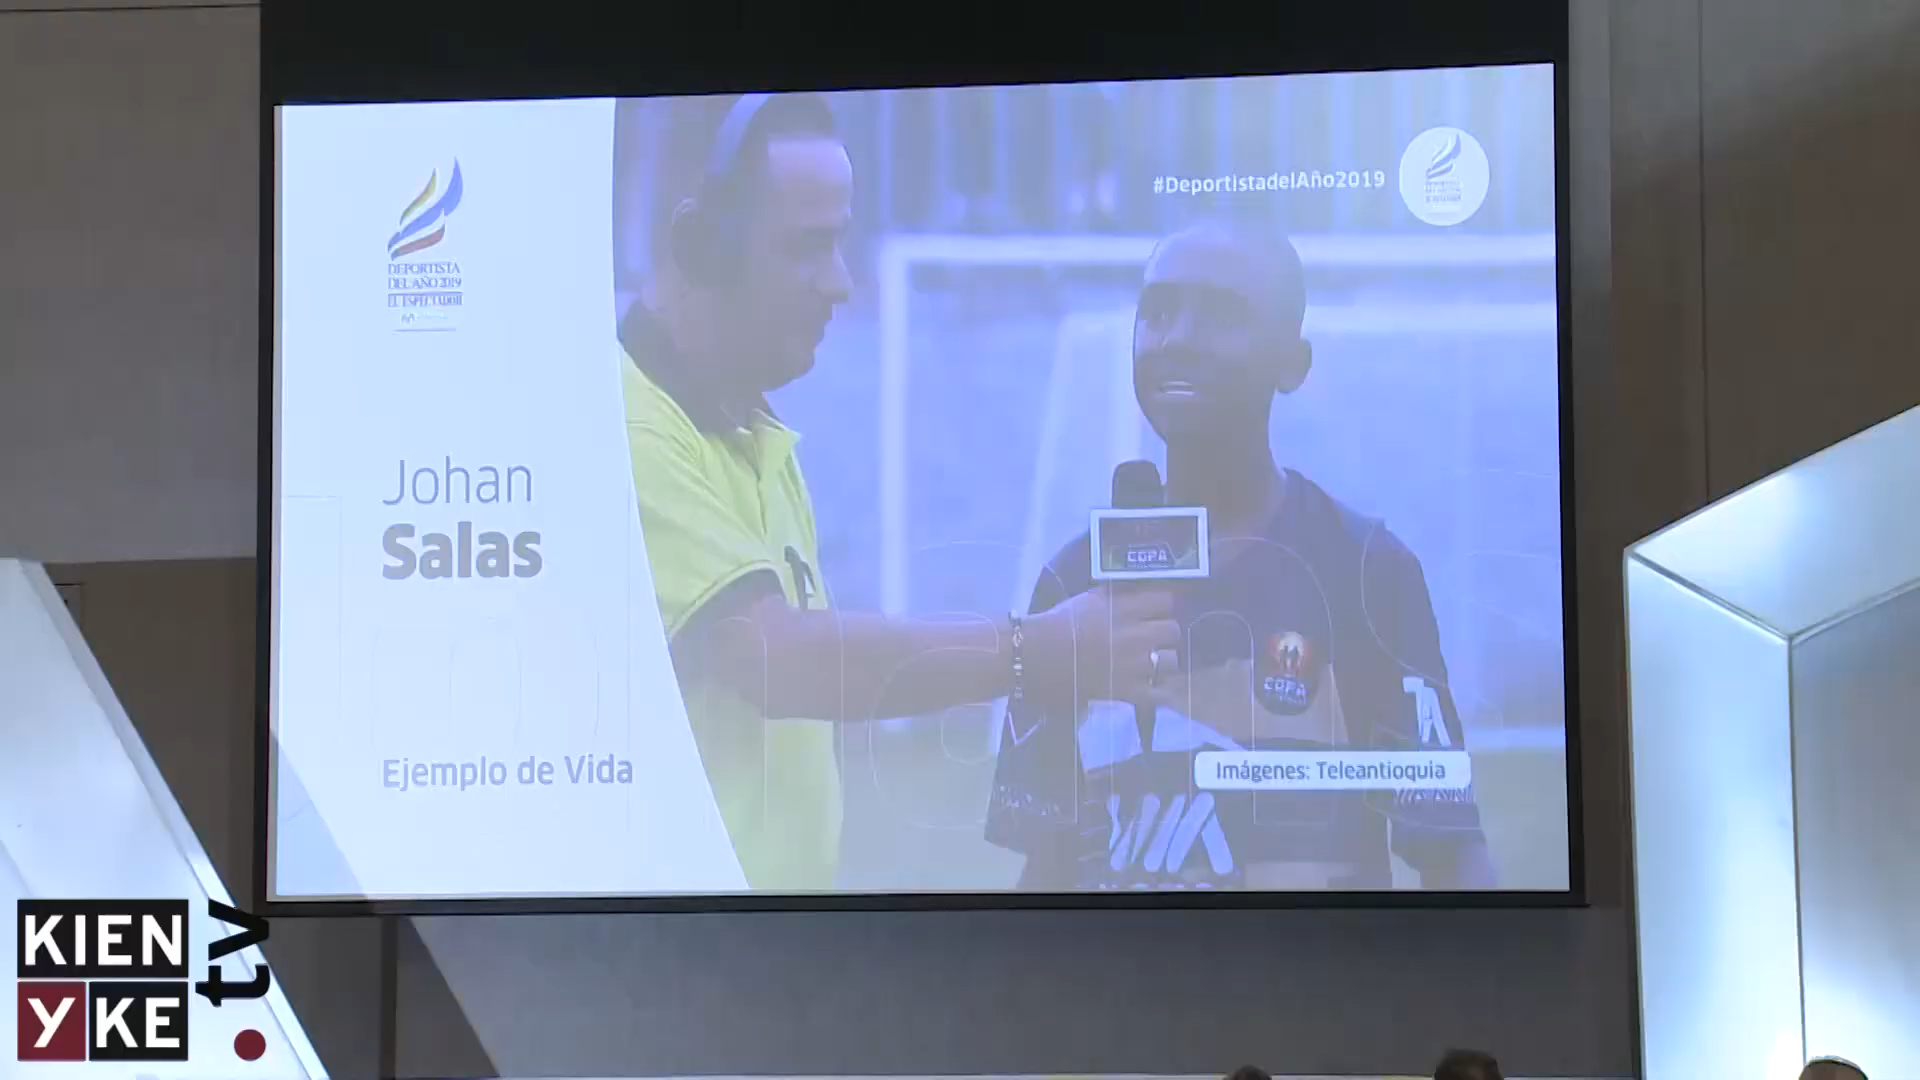 #DeportistadelAño2019
DEPORTISTA
DEL AÑO 2019
EL ESPECTADOR
Johan
Salas
COPA
COPA
Ejemplo de Vida
Imágenes: Teleantioquia
KIEN
YKE
.tv